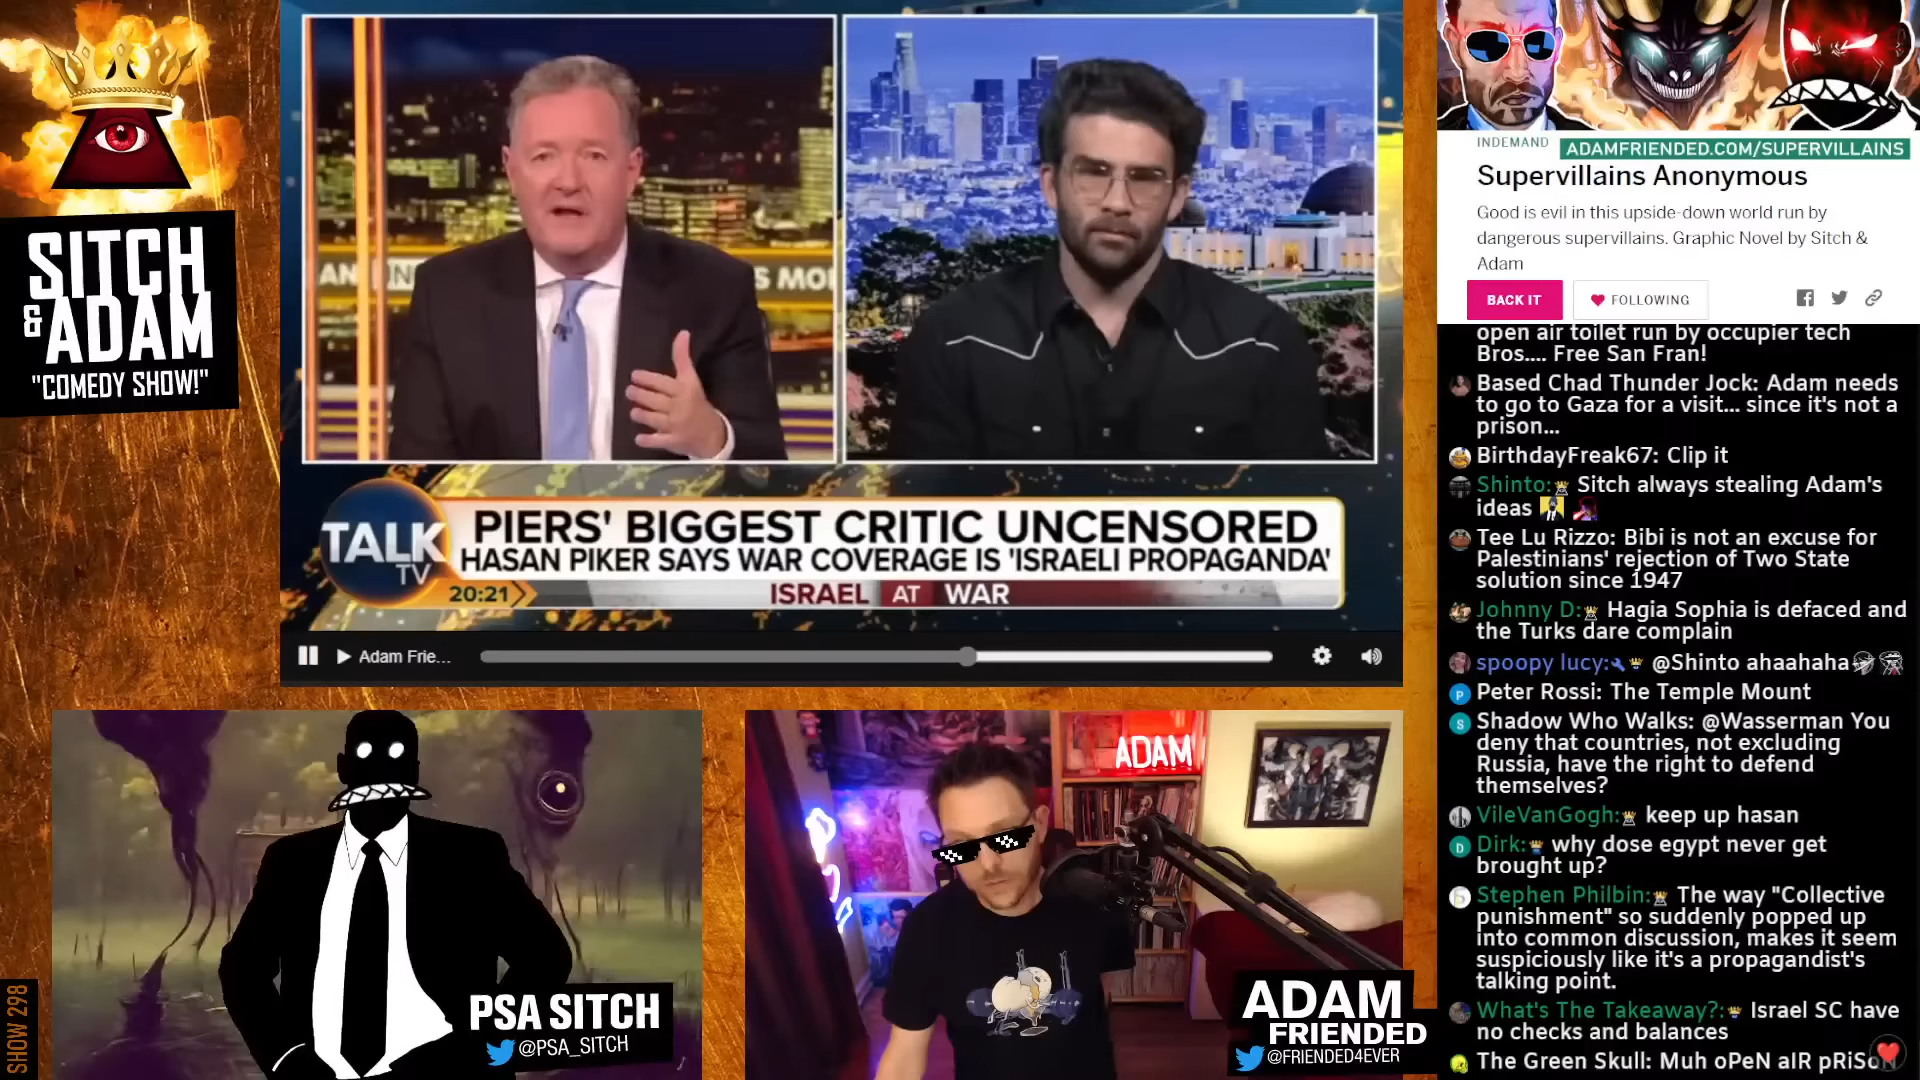 SITCH
& ADAM
"COMEDY SHOW!"
SHOW 298
S MO
TALK
TV
PIERS' BIGGEST CRITIC UNCENSORED
HASAN PIKER SAYS WAR COVERAGE IS 'ISRAELI PROPAGANDA'
20:21
ISRAEL AT WAR
Adam Frie...
PSA SITCH
@PSA_SITCH
ADAM
ADAM
FRIENDED
@FRIENDED4EVER
INDEMAND
ADAMFRIENDED.COM/SUPERVILLAINS
Supervillains Anonymous
Good is evil in this upside-down world run by
dangerous supervillains. Graphic Novel by Sitch &
Adam
BACK IT
FOLLOWING
open air toilet run by occupier tech
Bros.... Free San Fran!
Based Chad Thunder Jock: Adam needs
to go to Gaza for a visit... since it's not a
prison...
BirthdayFreak67: Clip it
Shinto: Sitch always stealing Adam's
ideas
Tee Lu Rizzo: Bibi is not an excuse for
Palestinians' rejection of Two State
solution since 1947
Johnny D: Hagia Sophia is defaced and
the Turks dare complain
spoopy lucy: @Shinto ahaahaha
Peter Rossi: The Temple Mount
Shadow Who Walks: @Wasserman You
deny that countries, not excluding
Russia, have the right to defend
themselves?
VileVanGogh: keep up hasan
Dirk: why dose egypt never get
brought up?
Stephen Philbin: The way "Collective
punishment" so suddenly popped up
into common discussion, makes it seem
suspiciously like it's a propagandist's
talking point.
What's The Takeaway?: Israel SC have
no checks and balances
The Green Skull: Muh oPeN aIR pRiSoN